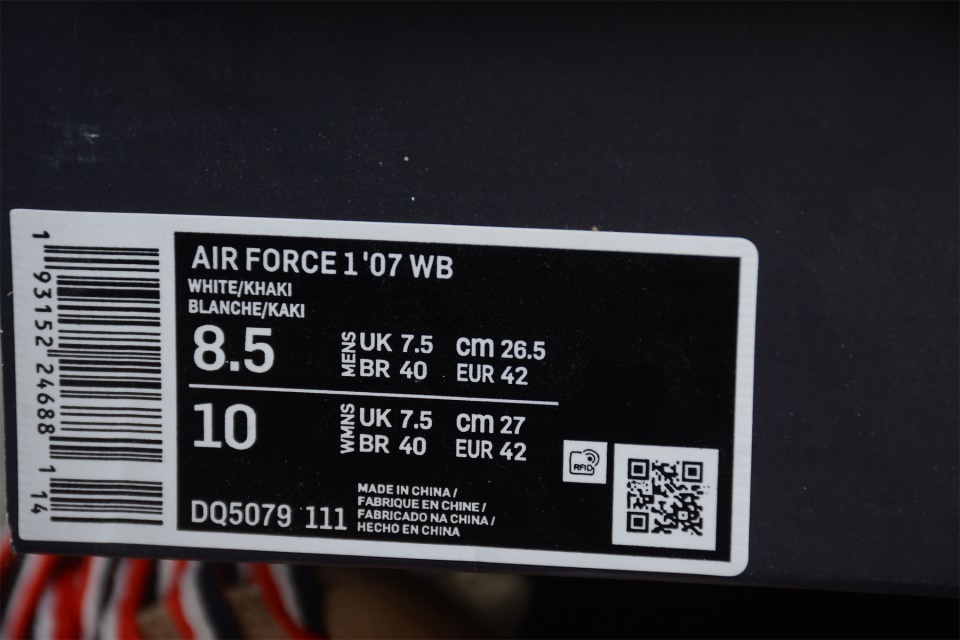 AIR FORCE 1 '07 WB
WHITE/KHAKI
BLANCHE/KAKI
8.5 MENS UK 7.5 cm 26.5
BR 40 EUR 42
10 WMNS UK 7.5 cm 27
BR 40 EUR 42
RFID
DQ5079 111
MADE IN CHINA /
FABRIQUE EN CHINE /
FABRICADO NA CHINA /
HECHO EN CHINA
1 93152 24688 1 14